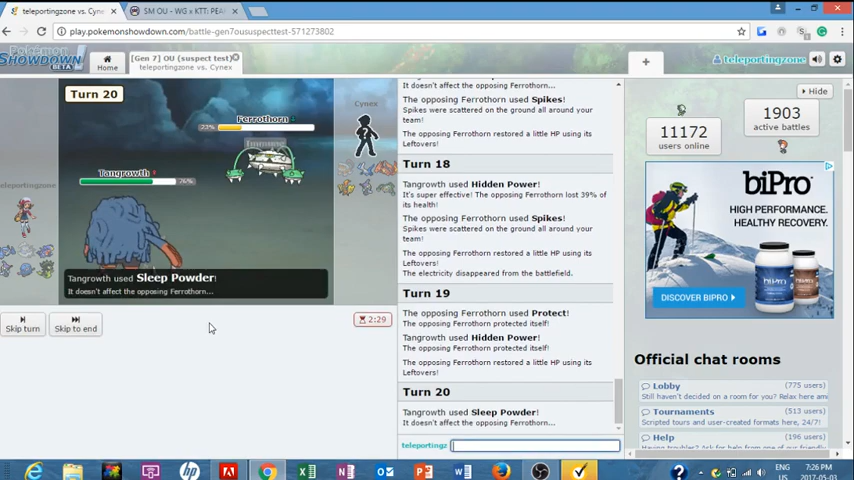 teleportingzone vs. Cyne
SM OU - WG x KTT: PEA
play.pokemonshowdown.com/battle-gen7oususpecttest-571273802
Pokémon
SHOWDOWN!
BETA
Home
[Gen 7] OU (suspect test)
teleportingzone vs. Cynex
+
teleportingzone
Turn 20
Ferrothorn
23%
Immune
Tangrowth
76%
Tangrowth used Sleep Powder!
It doesn't affect the opposing Ferrothorn...
teleportingzone
Cynex
Skip turn
Skip to end
2:29
It doesn't affect the opposing Ferrothorn...
The opposing Ferrothorn used Spikes!
Spikes were scattered on the ground all around your
team!
The opposing Ferrothorn restored a little HP using its
Leftovers!
Turn 18
Tangrowth used Hidden Power!
It's super effective! The opposing Ferrothorn lost 39% of
its health!
The opposing Ferrothorn used Spikes!
Spikes were scattered on the ground all around your
team!
The opposing Ferrothorn restored a little HP using its
Leftovers!
The electricity disappeared from the battlefield.
Turn 19
The opposing Ferrothorn used Protect!
The opposing Ferrothorn protected itself!
Tangrowth used Hidden Power!
The opposing Ferrothorn protected itself!
The opposing Ferrothorn restored a little HP using its
Leftovers!
Turn 20
Tangrowth used Sleep Powder!
It doesn't affect the opposing Ferrothorn...
teleportingz
Hide
11172
users online
1903
active battles
biPro
HIGH PERFORMANCE.
HEALTHY RECOVERY.
DISCOVER BIPRO
Official chat rooms
Lobby
(775 users)
Still haven't decided on a room for you? Relax here am
Tournaments
(513 users)
Scripted tours and user-created formats here, 24/7!
Help
(196 users)
ENG
US
7:26 PM
2017-05-03